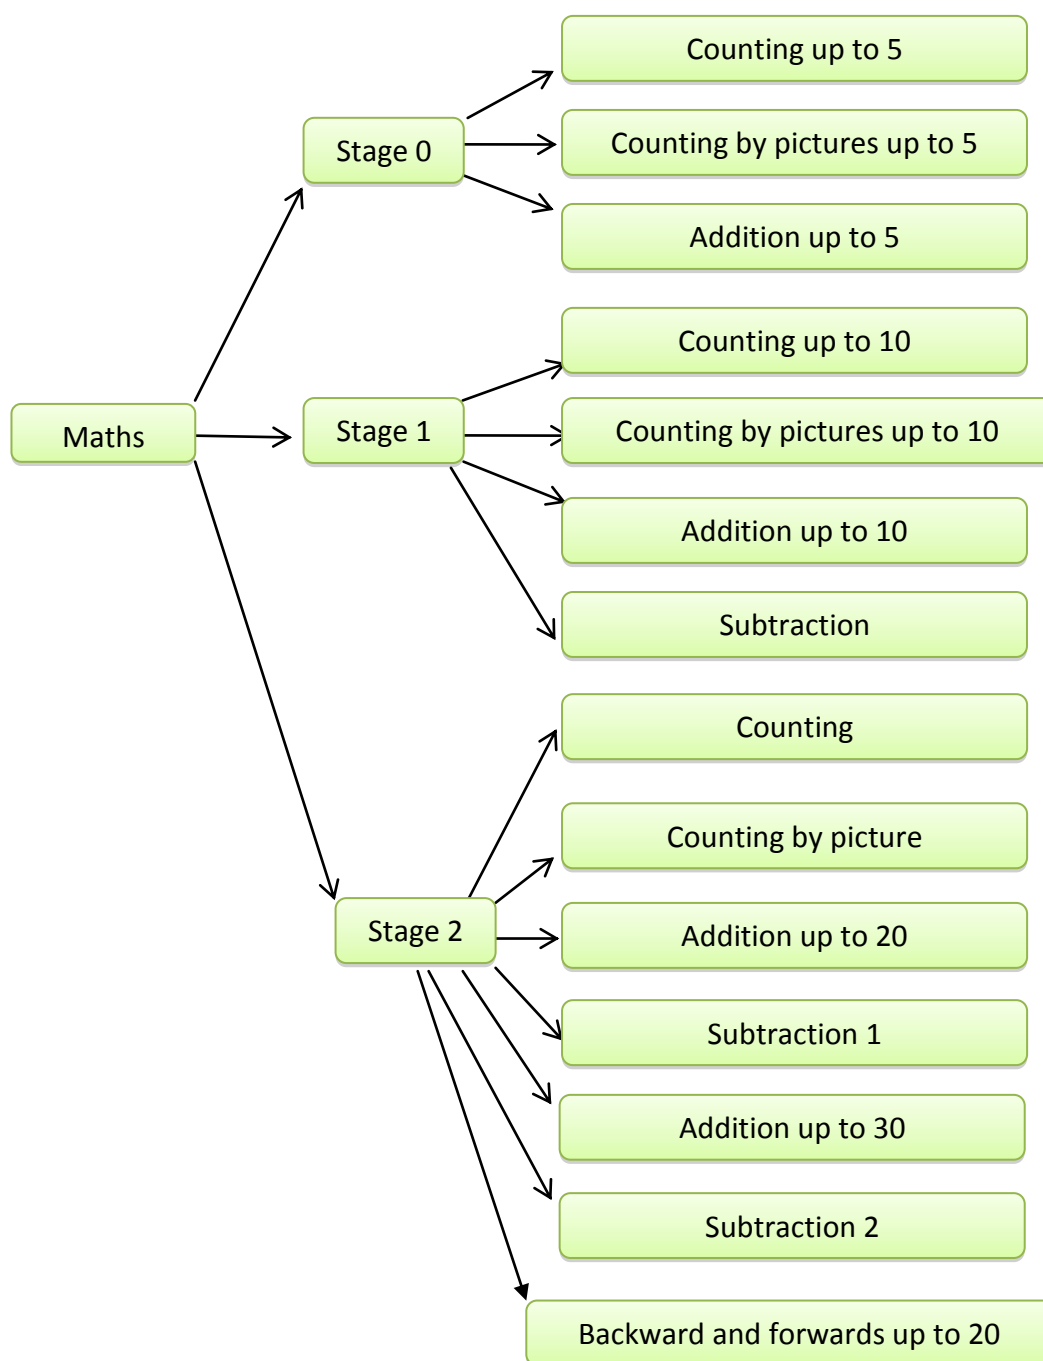 Maths
Stage 0
Counting up to 5
Counting by pictures up to 5
Addition up to 5
Stage 1
Counting up to 10
Counting by pictures up to 10
Addition up to 10
Subtraction
Stage 2
Counting
Counting by picture
Addition up to 20
Subtraction 1
Addition up to 30
Subtraction 2
Backward and forwards up to 20